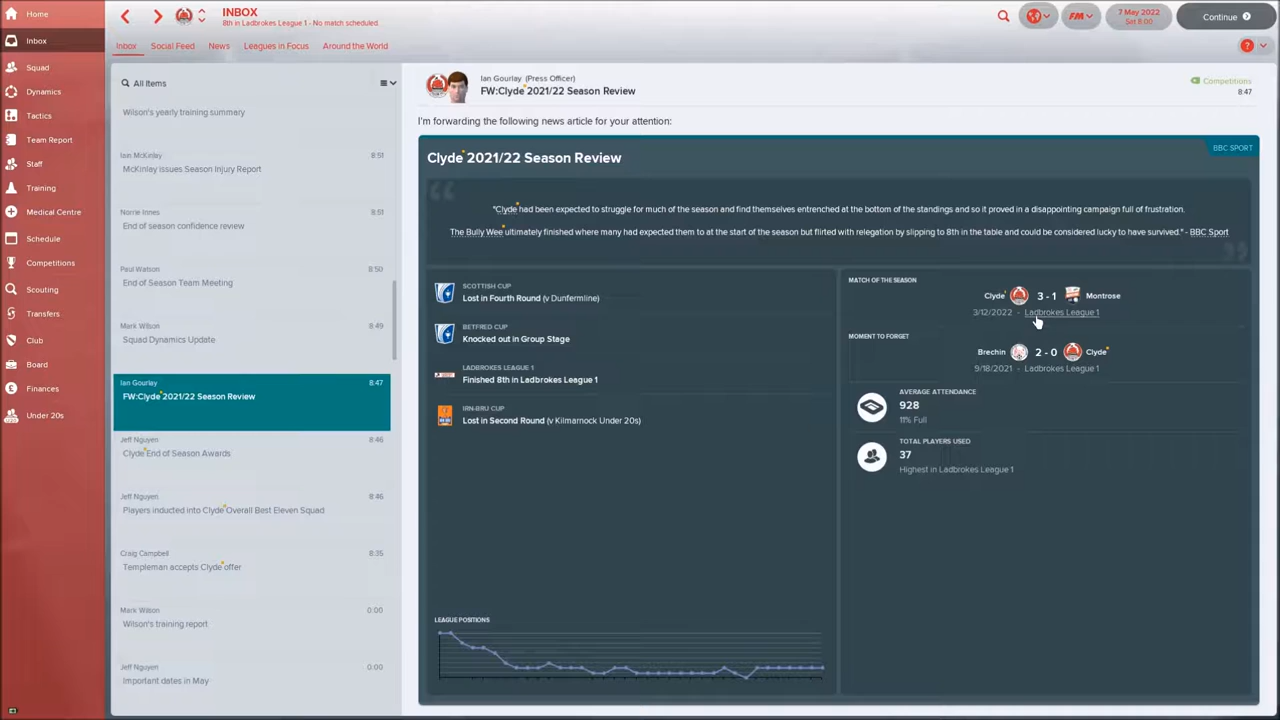 Home
Inbox
Squad
Dynamics
Tactics
Team Report
Staff
Training
Medical Centre
Schedule
Competitions
Scouting
Transfers
Club
Board
Finances
Under 20s
INBOX
8th in Ladbrokes League 1 - No match scheduled.
FM
7 May 2022
Sat 8:00
Continue
Inbox
Social Feed
News
Leagues in Focus
Around the World
?
All Items
Wilson's yearly training summary
Iain McKinlay
8:51
McKinlay issues Season Injury Report
Norrie Innes
8:51
End of season confidence review
Paul Watson
8:50
End of Season Team Meeting
Mark Wilson
8:49
Squad Dynamics Update
Ian Gourlay
8:47
FW:Clyde 2021/22 Season Review
Jeff Nguyen
8:46
Clyde End of Season Awards
Jeff Nguyen
8:46
Players inducted into Clyde Overall Best Eleven Squad
Craig Campbell
8:35
Templeman accepts Clyde offer
Mark Wilson
0:00
Wilson's training report
Jeff Nguyen
0:00
Important dates in May
Ian Gourlay (Press Officer)
FW:Clyde 2021/22 Season Review
Competitions
8:47
I'm forwarding the following news article for your attention:
Clyde 2021/22 Season Review
BBC SPORT
"Clyde had been expected to struggle for much of the season and find themselves entrenched at the bottom of the standings and so it proved in a disappointing campaign full of frustration.
The Bully Wee ultimately finished where many had expected them to at the start of the season but flirted with relegation by slipping to 8th in the table and could be considered lucky to have survived." - BBC Sport
SCOTTISH CUP
Lost in Fourth Round (v Dunfermline)
BETFRED CUP
Knocked out in Group Stage
LADBROKES LEAGUE 1
Finished 8th in Ladbrokes League 1
IRN-BRU CUP
Lost in Second Round (v Kilmarnock Under 20s)
LEAGUE POSITIONS
MATCH OF THE SEASON
Clyde 3 - 1 Montrose
3/12/2022 - Ladbrokes League 1
MOMENT TO FORGET
Brechin 2 - 0 Clyde
9/18/2021 - Ladbrokes League 1
AVERAGE ATTENDANCE
928
11% Full
TOTAL PLAYERS USED
37
Highest in Ladbrokes League 1